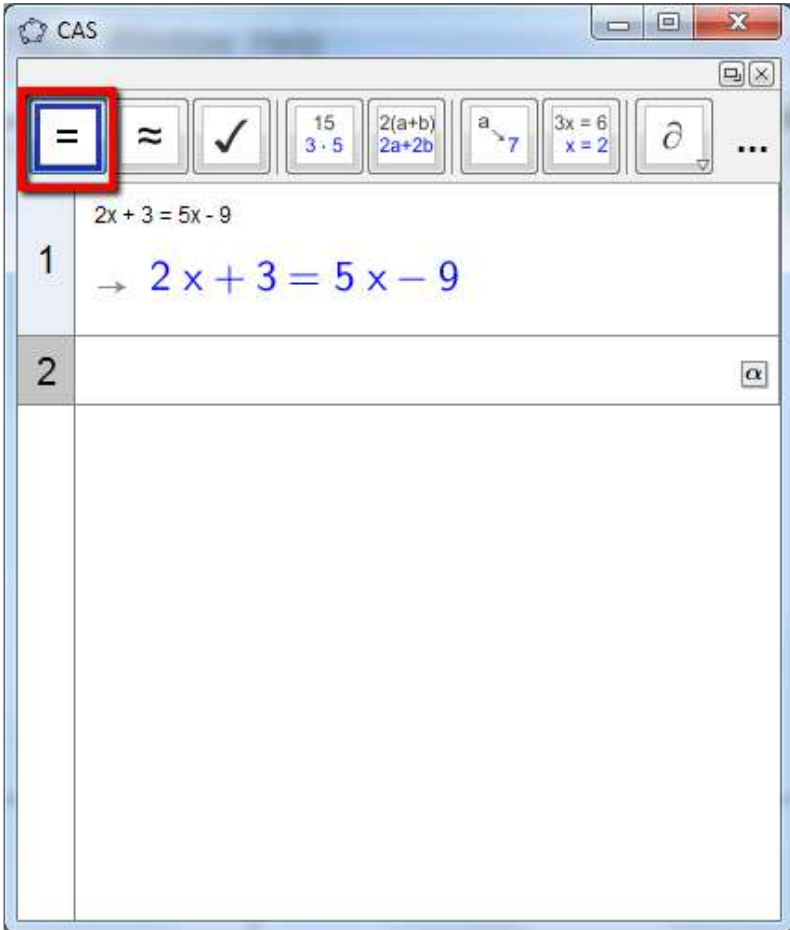 CAS
= ≈ ✓ 15 2(a+b) a 3x = 6 ∂ ...
3 · 5 2a+2b 7 x = 2
2x + 3 = 5x - 9
1 → 2 x + 3 = 5 x − 9
2 α